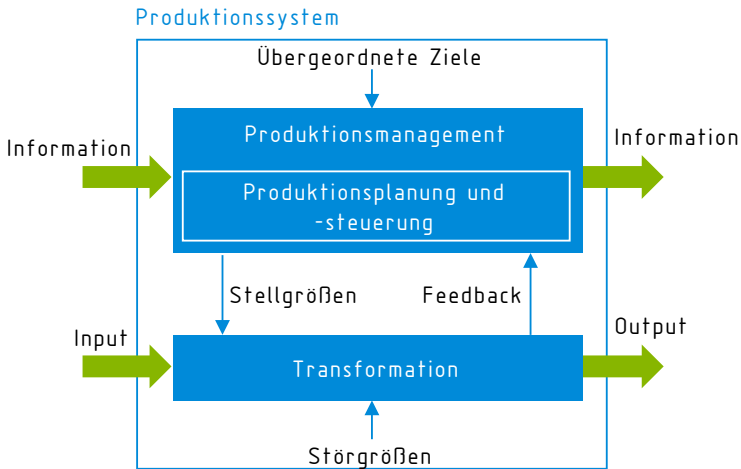 Produktionssystem
Übergeordnete Ziele
Information
Produktionsmanagement
Information
Produktionsplanung und
-steuerung
Stellgrößen
Feedback
Input
Output
Transformation
Störgrößen